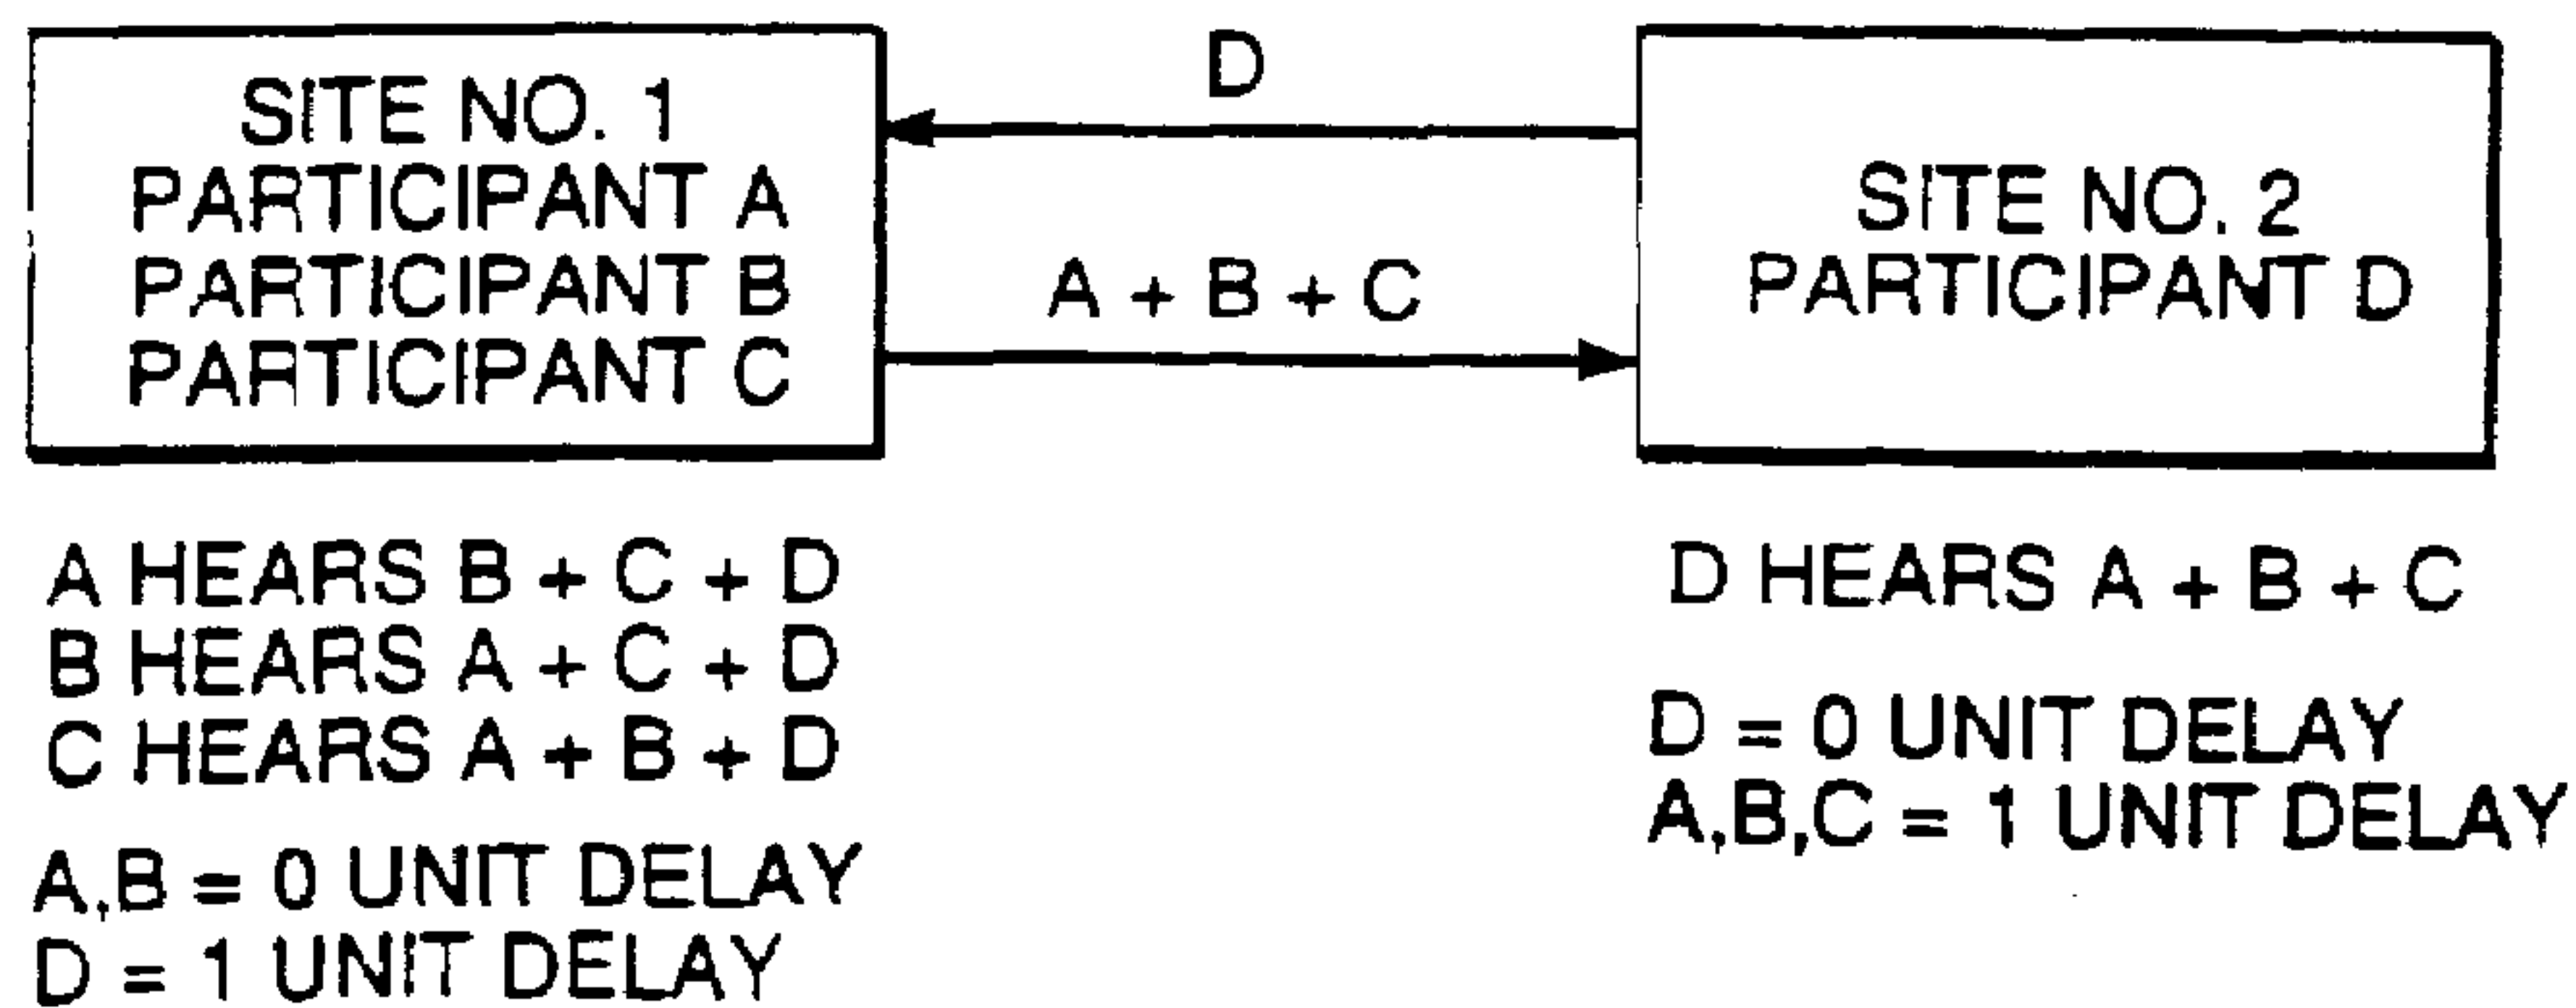 SITE NO. 1
PARTICIPANT A
PARTICIPANT B
PARTICIPANT C
D
A + B + C
SITE NO. 2
PARTICIPANT D
A HEARS B + C + D
B HEARS A + C + D
C HEARS A + B + D
A,B = 0 UNIT DELAY
D = 1 UNIT DELAY
D HEARS A + B + C
D = 0 UNIT DELAY
A,B,C = 1 UNIT DELAY